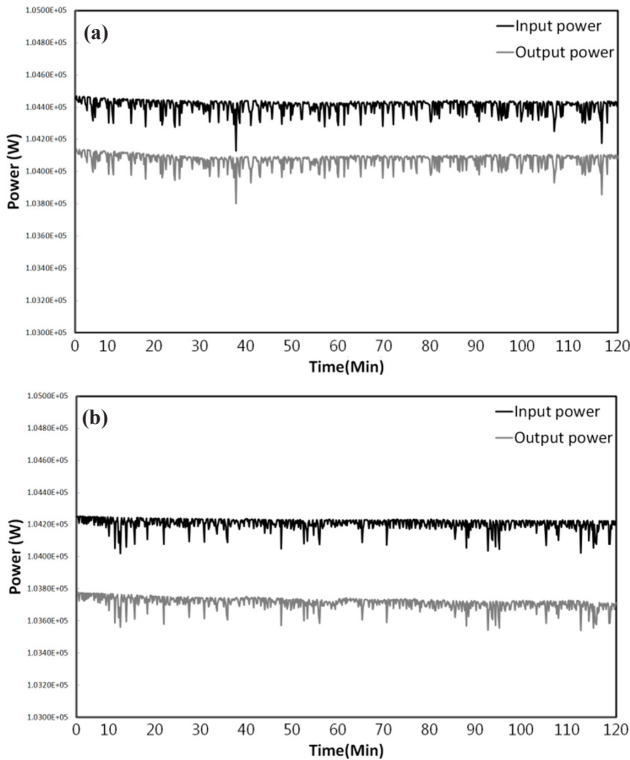 (a)
Input power
Output power
1.0500E+05
1.0480E+05
1.0460E+05
1.0440E+05
1.0420E+05
1.0400E+05
1.0380E+05
1.0360E+05
1.0340E+05
1.0320E+05
1.0300E+05
Power (W)
0 10 20 30 40 50 60 70 80 90 100 110 120
Time(Min)
(b)
Input power
Output power
1.0500E+05
1.0480E+05
1.0460E+05
1.0440E+05
1.0420E+05
1.0400E+05
1.0380E+05
1.0360E+05
1.0340E+05
1.0320E+05
1.0300E+05
Power (W)
0 10 20 30 40 50 60 70 80 90 100 110 120
Time(Min)